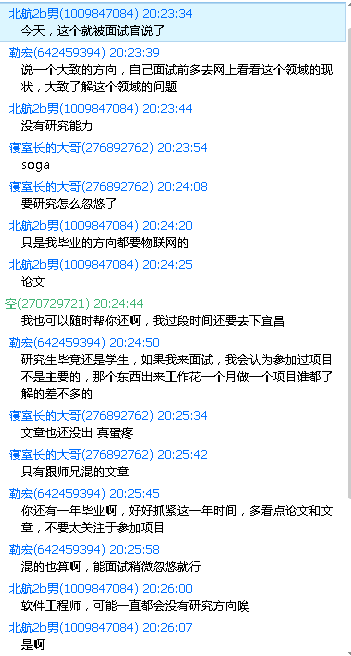 北航2b男(1009847084) 20:23:34
今天，这个就被面试官说了
勒宏(642459394) 20:23:39
说一个大致的方向，自己面试前多去网上看看这个领域的现
状，大致了解这个领域的问题
北航2b男(1009847084) 20:23:44
没有研究能力
寝室长的大哥(276892762) 20:23:54
soga
寝室长的大哥(276892762) 20:24:08
要研究怎么忽悠了
北航2b男(1009847084) 20:24:20
只是我毕业的方向都要物联网的
北航2b男(1009847084) 20:24:25
论文
空(270729721) 20:24:44
我也可以随时帮你还啊，我过段时间还要去下宜昌
勒宏(642459394) 20:24:50
研究生毕竟还是学生，如果我来面试，我会认为参加过项目
不是主要的，那个东西出来工作花一个月做一个项目谁都了
解的差不多的
寝室长的大哥(276892762) 20:25:34
文章也还没出 真蛋疼
寝室长的大哥(276892762) 20:25:42
只有跟师兄混的文章
勒宏(642459394) 20:25:45
你还有一年毕业啊，好好抓紧这一年时间，多看点论文和文
章，不要太关注于参加项目
勒宏(642459394) 20:25:58
混的也算啊，能面试稍微忽悠就行
北航2b男(1009847084) 20:26:00
软件工程师，可能一直都会没有研究方向唉
北航2b男(1009847084) 20:26:07
是啊